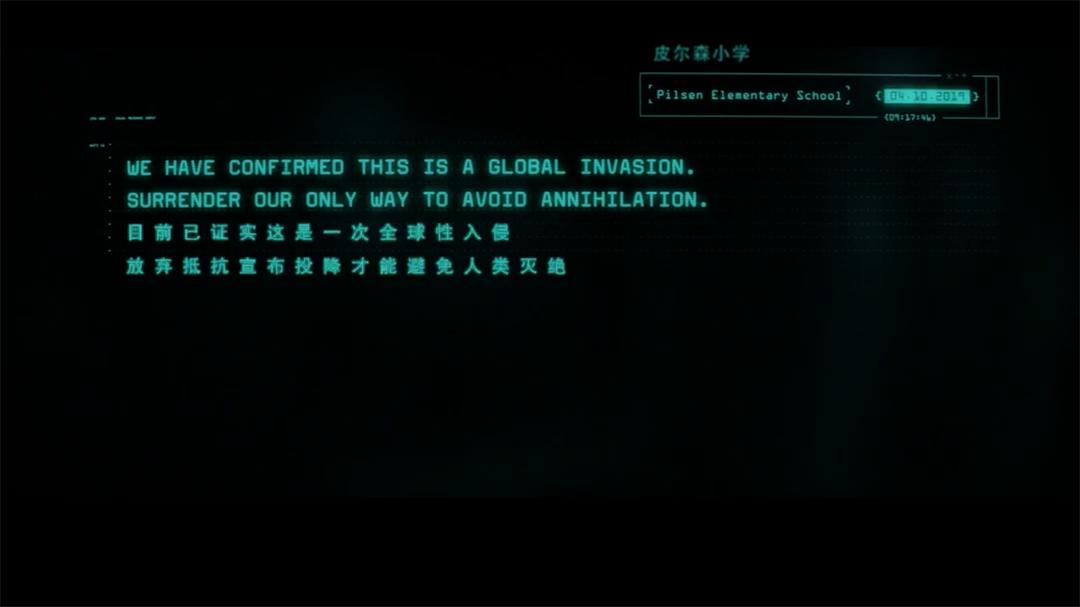 皮尔森小学
Pilsen Elementary School {04.10.2019}
{09:17:46}
WE HAVE CONFIRMED THIS IS A GLOBAL INVASION.
SURRENDER OUR ONLY WAY TO AVOID ANNIHILATION.
目前已证实这是一次全球性入侵
放弃抵抗宣布投降才能避免人类灭绝